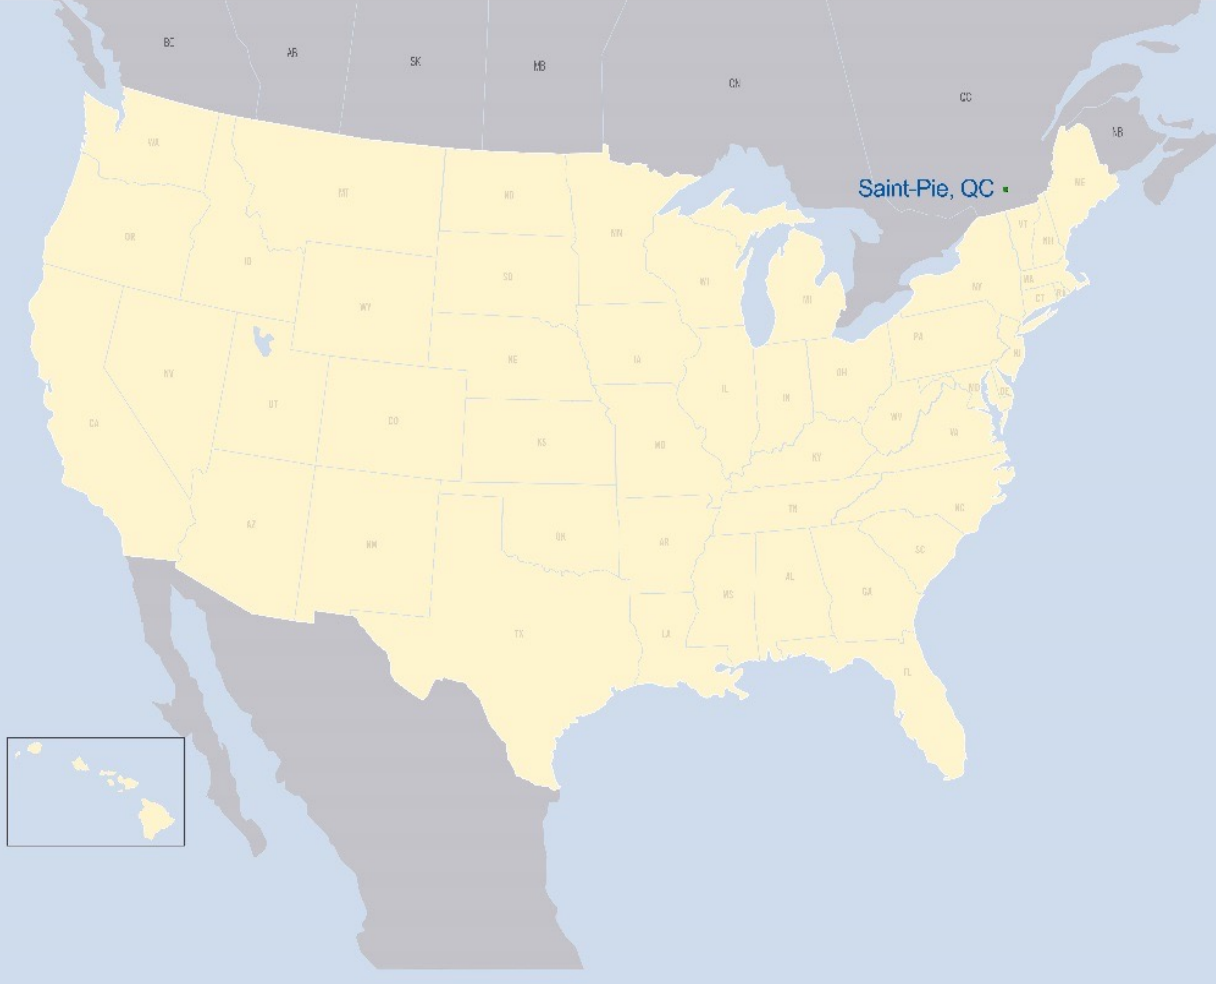 BC
AB
SK
MB
ON
QC
NB
WA
MT
ND
MN
Saint-Pie, QC
ME
OR
ID
SD
WI
VT
NH
WY
MI
NY
MA
CT
RI
NV
NE
IA
PA
NJ
UT
CO
IL
IN
OH
MD
DE
CA
KS
MO
WV
VA
KY
AZ
NM
OK
AR
TN
NC
SC
MS
AL
GA
TX
LA
FL